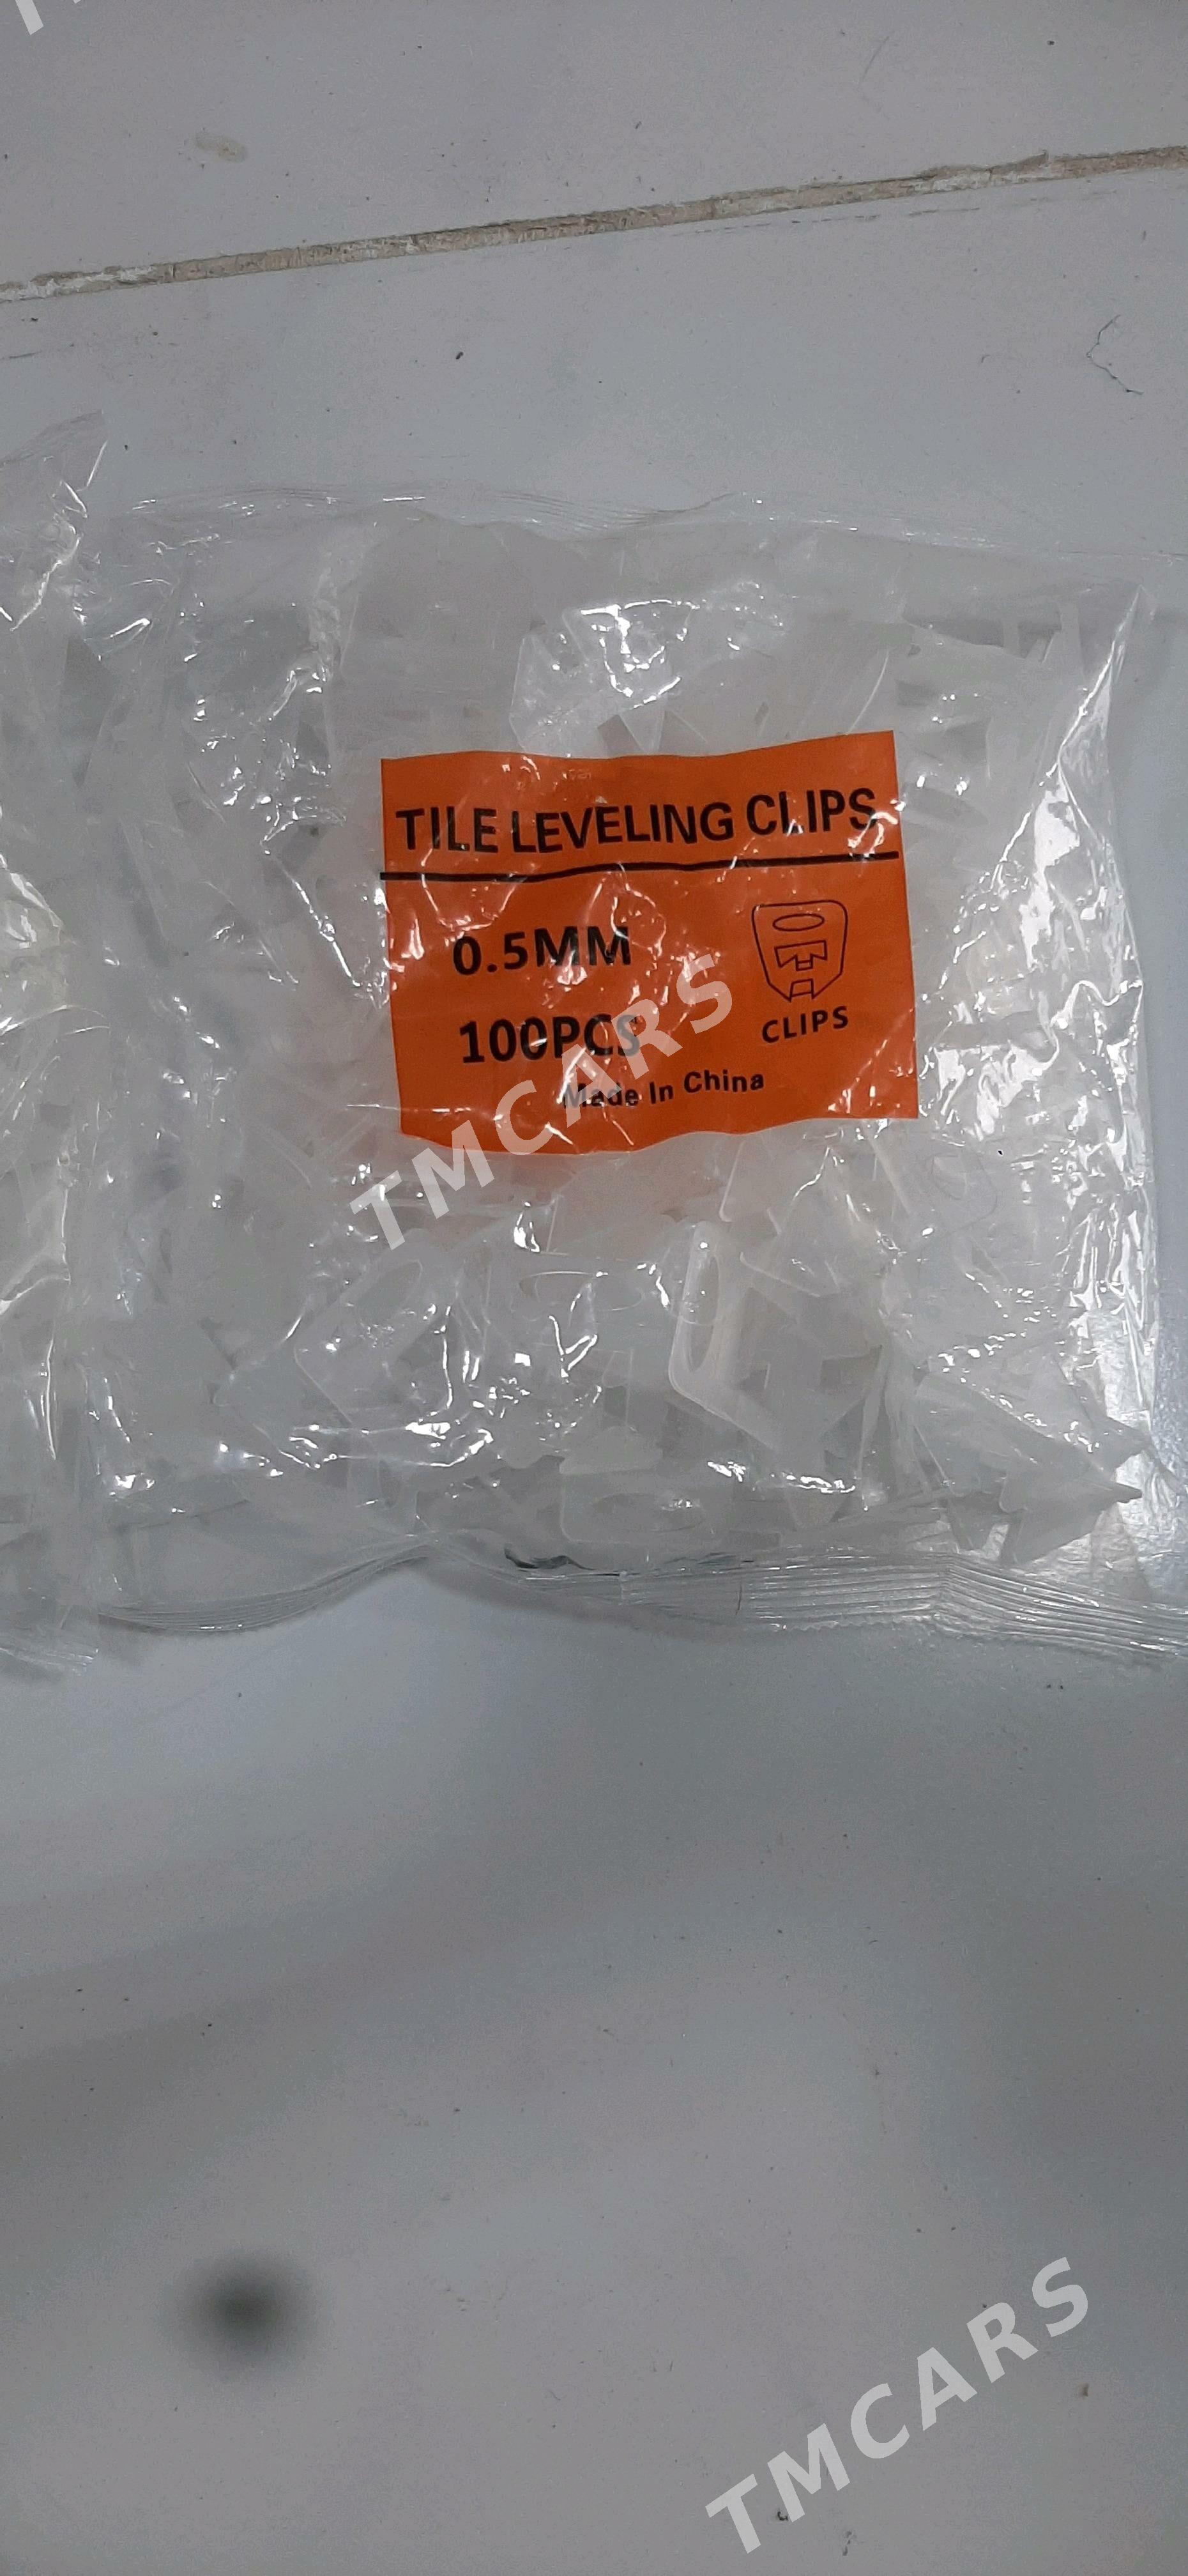 TILE LEVELING CLIPS
0.5MM
100PCS
CLIPS
Made In China
TMCARS
TMCARS